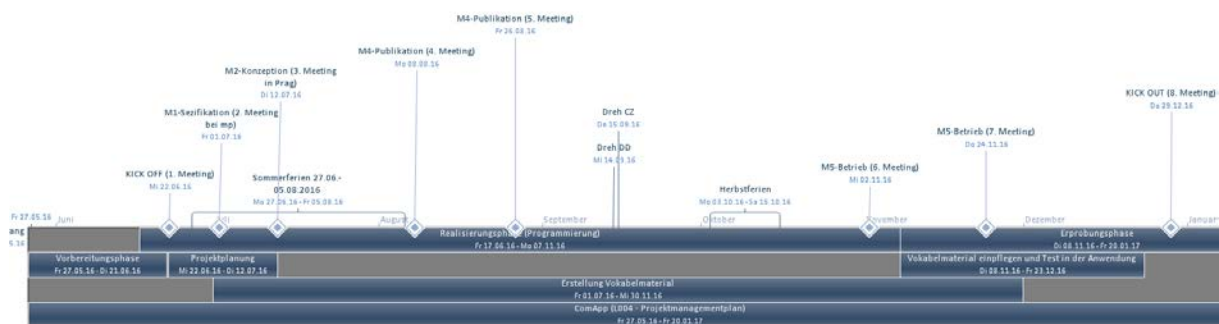 M4-Publikation (5. Meeting)
Fr 26.08.16
M4-Publikation (4. Meeting)
Mo 08.08.16
M2-Konzeption (3. Meeting
in Prag)
Di 12.07.16
KICK OUT (8. Meeting)
Do 29.12.16
M1-Sezifikation (2. Meeting
bei mp)
Fr 01.07.16
Dreh CZ
Do 15.09.16
M5-Betrieb (7. Meeting)
Do 24.11.16
Dreh DD
Mi 14.09.16
KICK OFF (1. Meeting)
Mi 22.06.16
Sommerferien 27.06.-
05.08.2016
Mo 27.06.16 - Fr 05.08.16
M5-Betrieb (6. Meeting)
Mi 02.11.16
Herbstferien
Mo 03.10.16 - Sa 15.10.16
Fr 27.05.16
Juni
Juli
August
September
Oktober
November
Dezember
Januar
ang
5.16
Realisierungsphase (Programmierung)
Fr 17.06.16 - Mo 07.11.16
Erprobungsphase
Di 08.11.16 - Fr 20.01.17
Vorbereitungsphase
Fr 27.05.16 - Di 21.06.16
Projektplanung
Mi 22.06.16 - Di 12.07.16
Vokabelmaterial einpflegen und Test in der Anwendung
Di 08.11.16 - Fr 23.12.16
Erstellung Vokabelmaterial
Fr 01.07.16 - Mi 30.11.16
ComApp (LD04 - Projektmanagementplan)
Fr 27.05.16 - Fr 20.01.17